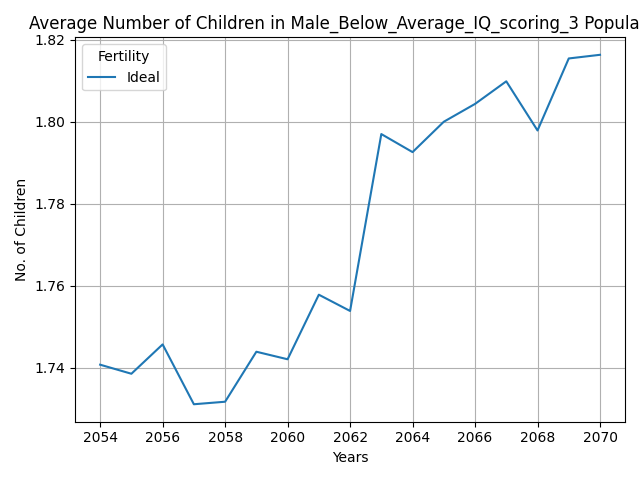 Average Number of Children in Male_Below_Average_IQ_scoring_3 Popula
Fertility
Ideal
No. of Children
1.82
1.80
1.78
1.76
1.74
2054 2056 2058 2060 2062 2064 2066 2068 2070
Years